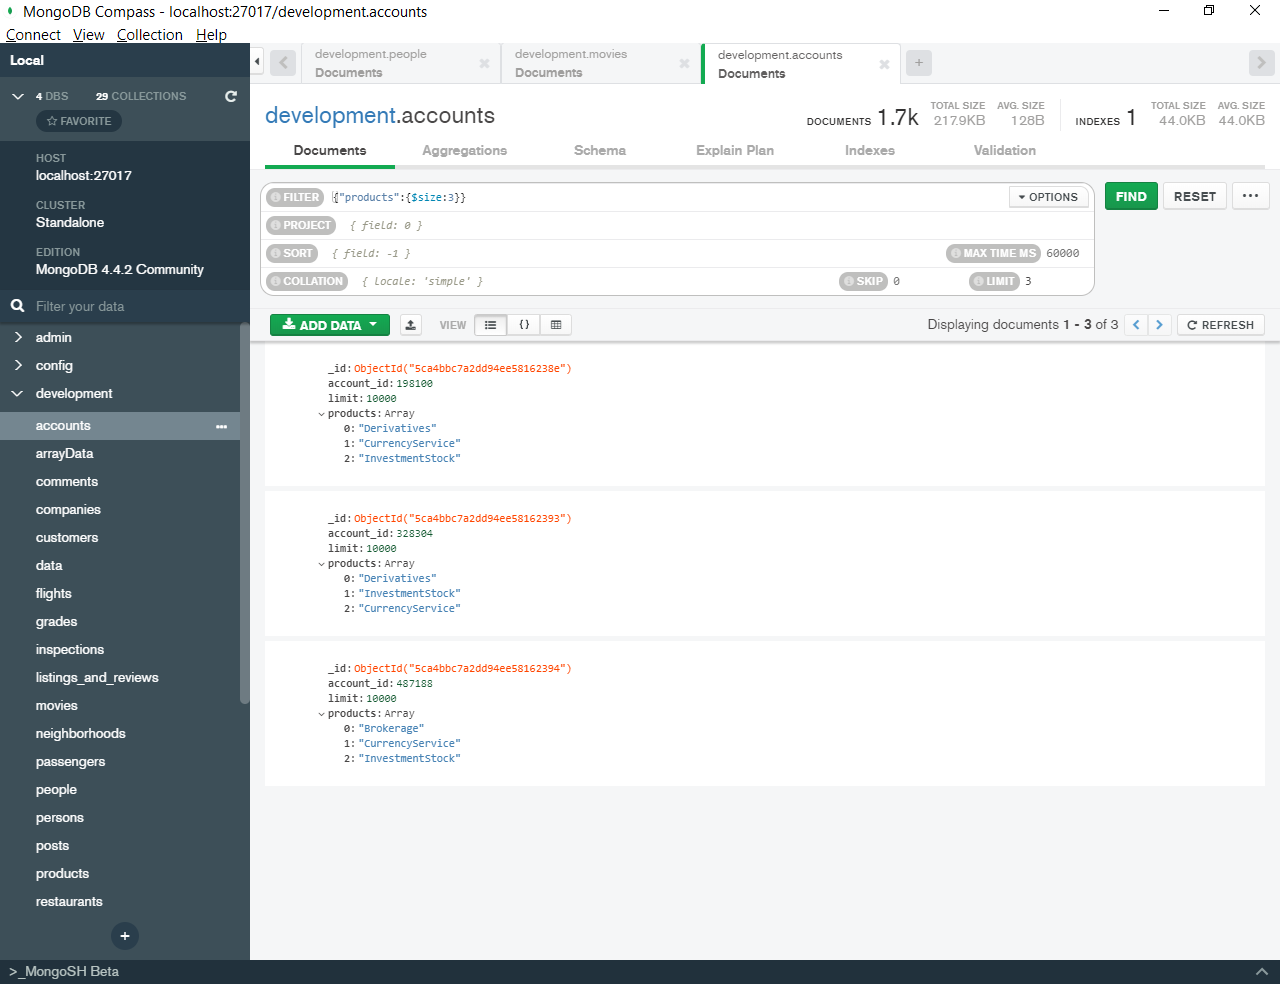 MongoDB Compass - localhost:27017/development.accounts
Connect View Collection Help
Local
4 DBS 29 COLLECTIONS
FAVORITE
HOST
localhost:27017
CLUSTER
Standalone
EDITION
MongoDB 4.4.2 Community
Filter your data
admin
config
development
accounts
arrayData
comments
companies
customers
data
flights
grades
inspections
listings_and_reviews
movies
neighborhoods
passengers
people
persons
posts
products
restaurants
+
development.people
Documents
development.movies
Documents
development.accounts
Documents
+
development.accounts
DOCUMENTS 1.7k TOTAL SIZE 217.9KB AVG. SIZE 128B
INDEXES 1 TOTAL SIZE 44.0KB AVG. SIZE 44.0KB
Documents Aggregations Schema Explain Plan Indexes Validation
FILTER {"products":{$size:3}} OPTIONS FIND RESET ...
PROJECT { field: 0 }
SORT { field: -1 } MAX TIME MS 60000
COLLATION { locale: 'simple' } SKIP 0 LIMIT 3
ADD DATA VIEW {} Displaying documents 1 - 3 of 3 < > REFRESH
_id: ObjectId("5ca4bbc7a2dd94ee5816238e")
account_id: 198100
limit: 10000
products: Array
0: "Derivatives"
1: "CurrencyService"
2: "InvestmentStock"
_id: ObjectId("5ca4bbc7a2dd94ee58162393")
account_id: 328304
limit: 10000
products: Array
0: "Derivatives"
1: "InvestmentStock"
2: "CurrencyService"
_id: ObjectId("5ca4bbc7a2dd94ee58162394")
account_id: 487188
limit: 10000
products: Array
0: "Brokerage"
1: "CurrencyService"
2: "InvestmentStock"
>_MongoSH Beta